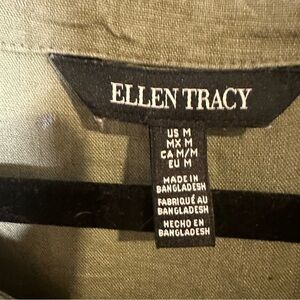 ELLEN TRACY
US M
MX M
CA M/M
EU M
MADE IN
BANGLADESH
FABRIQUÉ AU
BANGLADESH
HECHO EN
BANGLADESH